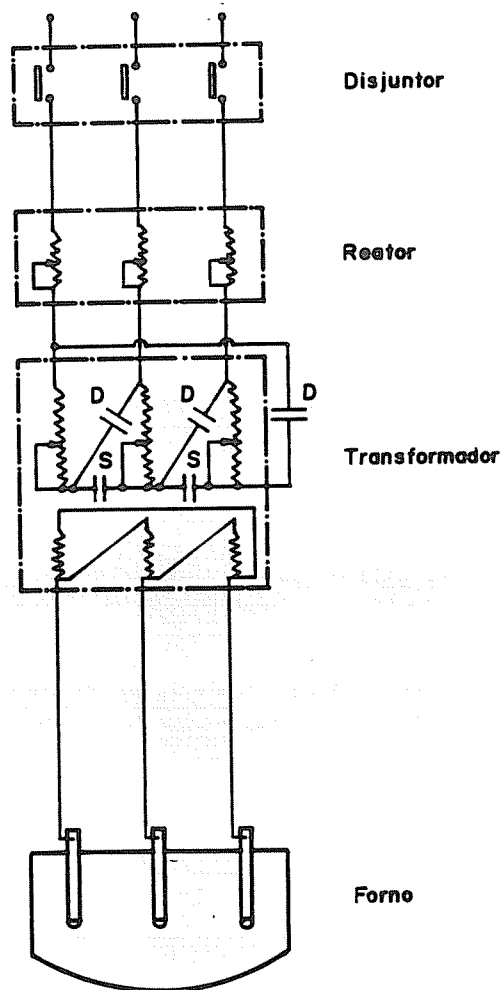 Disjuntor
Reator
D D D
S S
Transformador
Forno